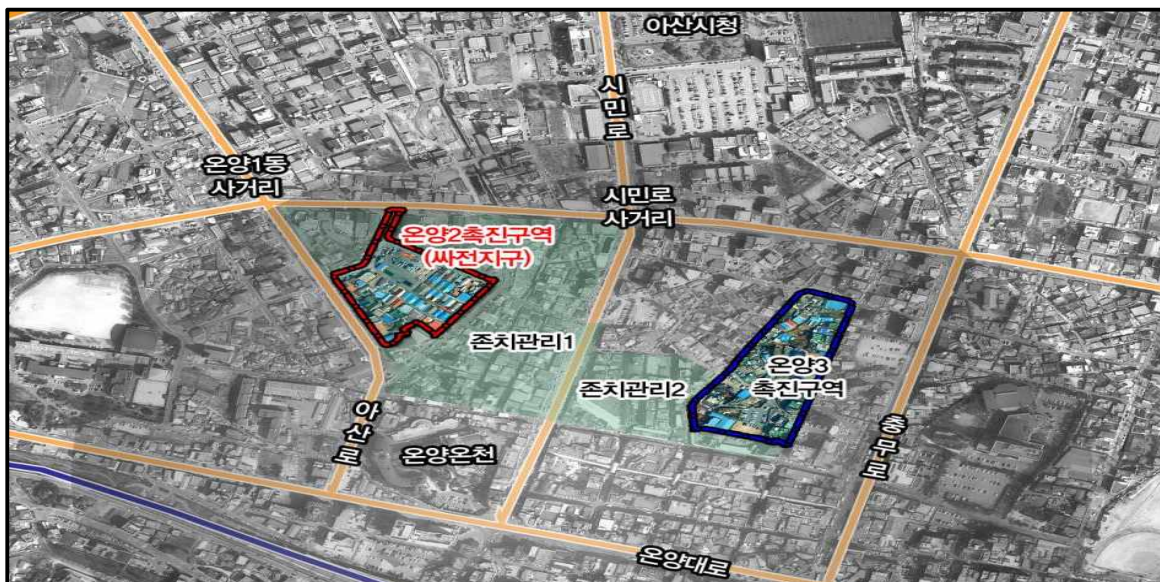 아산시청
시민로
온양1동
사거리
시민로
사거리
온양2촉진구역
(싸전지구)
존치관리1
온양3
촉진구역
존치관리2
아산로
온양온천
충무로
온양대로